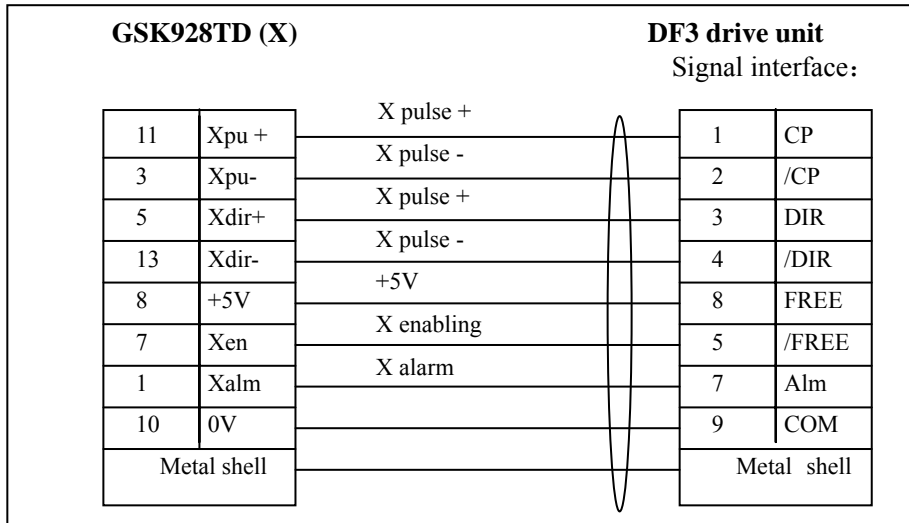 GSK928TD (X) DF3 drive unit
Signal interface：
X pulse +
11 Xpu + 1 CP
X pulse -
3 Xpu- 2 /CP
X pulse +
5 Xdir+ 3 DIR
X pulse -
13 Xdir- 4 /DIR
+5V
8 +5V 8 FREE
X enabling
7 Xen 5 /FREE
X alarm
1 Xalm 7 Alm
10 0V 9 COM
Metal shell Metal shell